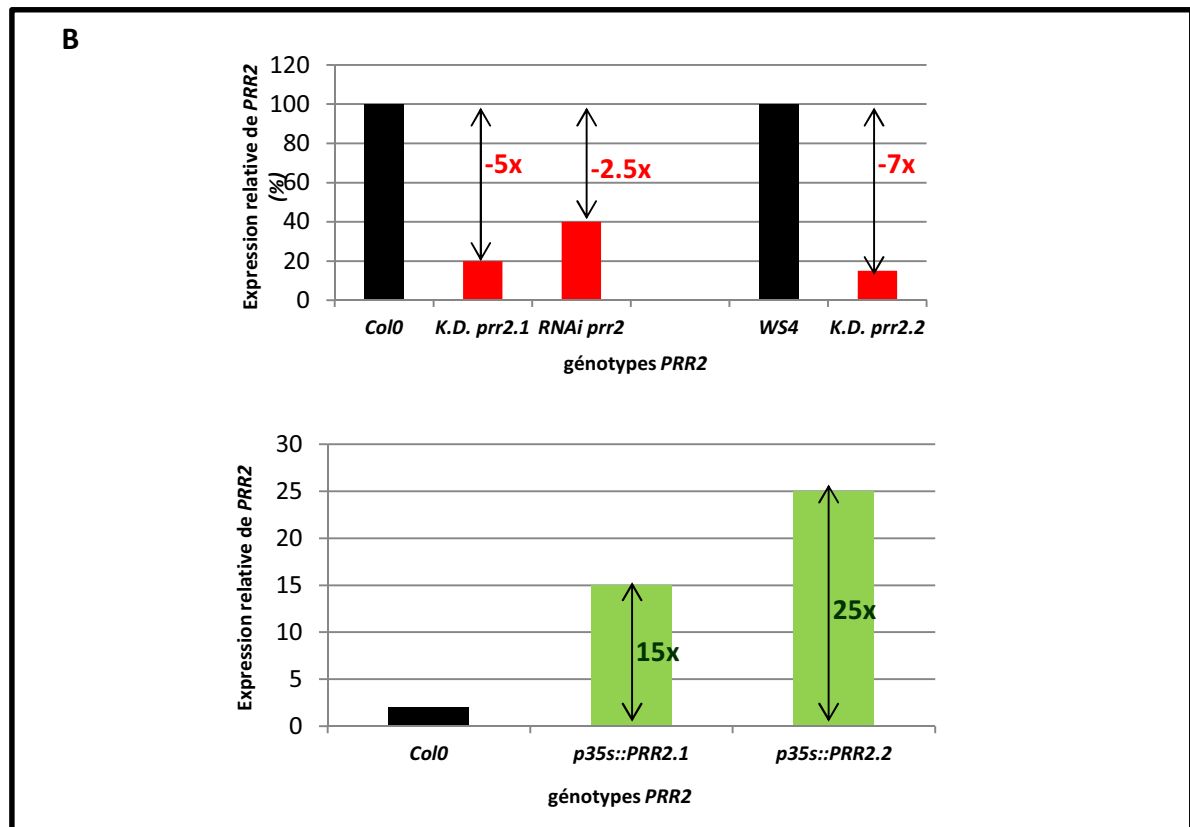 B
Expression relative de PRR2
(%)
120
100
80
60
40
20
0
-5x
-2.5x
-7x
Col0 K.D. prr2.1 RNAi prr2 WS4 K.D. prr2.2
génotypes PRR2
Expression relative de PRR2
30
25
20
15
10
5
0
15x
25x
Col0 p35s::PRR2.1 p35s::PRR2.2
génotypes PRR2